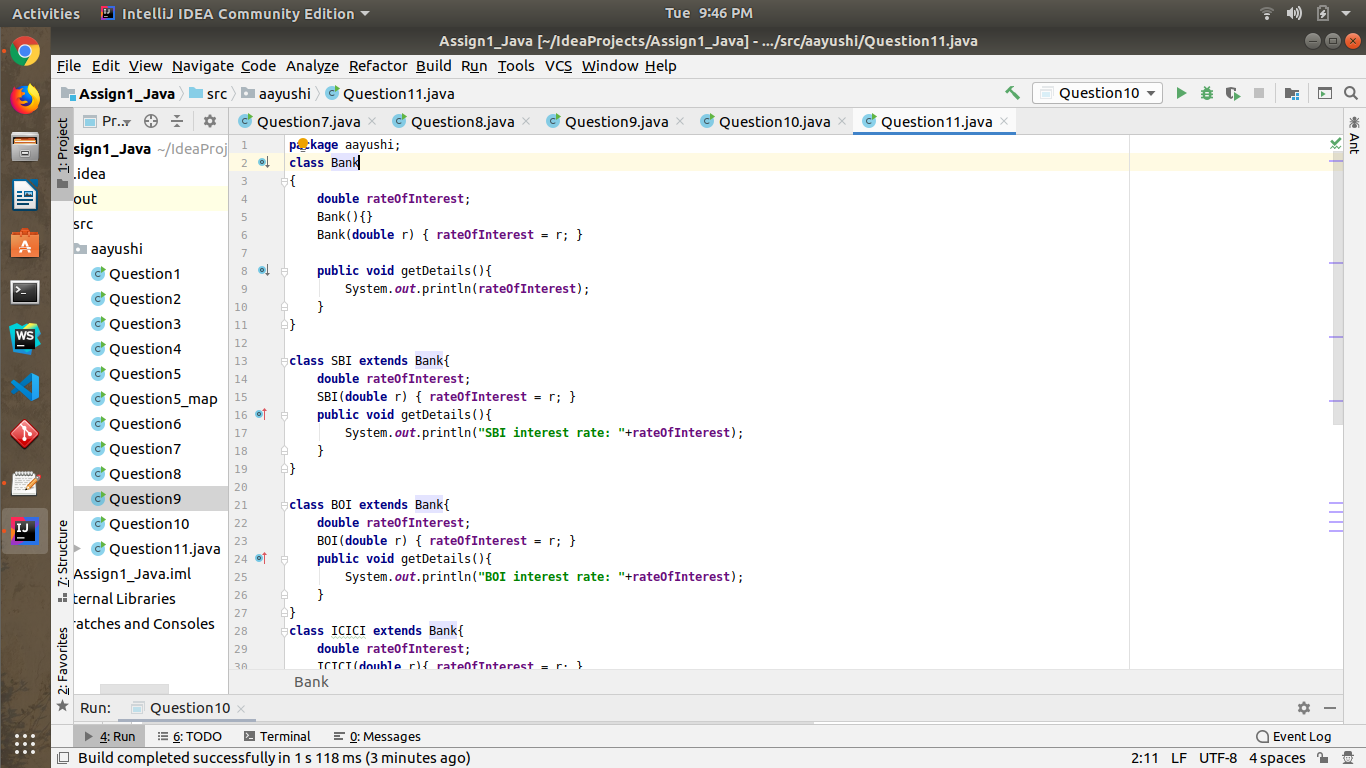 Activities IntelliJ IDEA Community Edition Tue 9:46 PM
Assign1_Java [~/IdeaProjects/Assign1_Java] - .../src/aayushi/Question11.java
File Edit View Navigate Code Analyze Refactor Build Run Tools VCS Window Help
Assign1_Java src aayushi Question11.java Question10
1: Project
Pr...
Question7.java Question8.java Question9.java Question10.java Question11.java
Ant
sign1_Java ~/IdeaProj
.idea
out
src
aayushi
Question1
Question2
Question3
Question4
Question5
Question5_map
Question6
Question7
Question8
Question9
Question10
Question11.java
Assign1_Java.iml
ternal Libraries
ratches and Consoles
7: Structure
2: Favorites
1 package aayushi;
2 class Bank
3 {
4 double rateOfInterest;
5 Bank(){}
6 Bank(double r) { rateOfInterest = r; }
7
8 public void getDetails(){
9 System.out.println(rateOfInterest);
10 }
11 }
12
13 class SBI extends Bank{
14 double rateOfInterest;
15 SBI(double r) { rateOfInterest = r; }
16 public void getDetails(){
17 System.out.println("SBI interest rate: "+rateOfInterest);
18 }
19 }
20
21 class BOI extends Bank{
22 double rateOfInterest;
23 BOI(double r) { rateOfInterest = r; }
24 public void getDetails(){
25 System.out.println("BOI interest rate: "+rateOfInterest);
26 }
27 }
28 class ICICI extends Bank{
29 double rateOfInterest;
30 ICICI(double r){ rateOfInterest = r; }
Bank
Run: Question10
4: Run 6: TODO Terminal 0: Messages Event Log
Build completed successfully in 1 s 118 ms (3 minutes ago) 2:11 LF UTF-8 4 spaces
WS
IJ